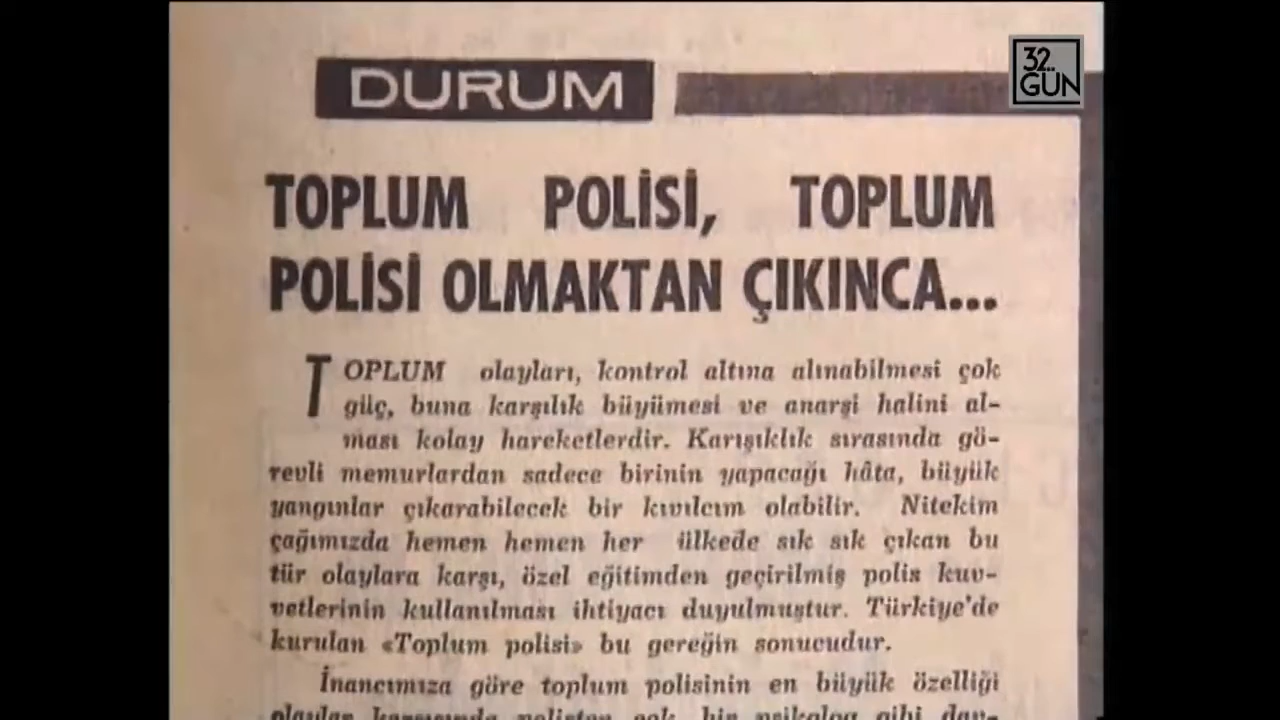 32.
GÜN
DURUM
TOPLUM POLİSİ, TOPLUM
POLİSİ OLMAKTAN ÇIKINCA...
TOPLUM olayları, kontrol altına alınabilmesi çok
güç, buna karşılık büyümesi ve anarşi halini al-
ması kolay hareketlerdir. Karışıklık sırasında gö-
revli memurlardan sadece birinin yapacağı hâta, büyük
yangınlar çıkarabilecek bir kıvılcım olabilir. Nitekim
çağımızda hemen hemen her ülkede sık sık çıkan bu
tür olaylara karşı, özel eğitimden geçirilmiş polis kuv-
vetlerinin kullanılması ihtiyacı duyulmuştur. Türkiye'de
kurulan «Toplum polisi» bu gereğin sonucudur.
İnancımıza göre toplum polisinin en büyük özelliği
olaylar karşısında polisten çok, bir psikolog gibi dav-